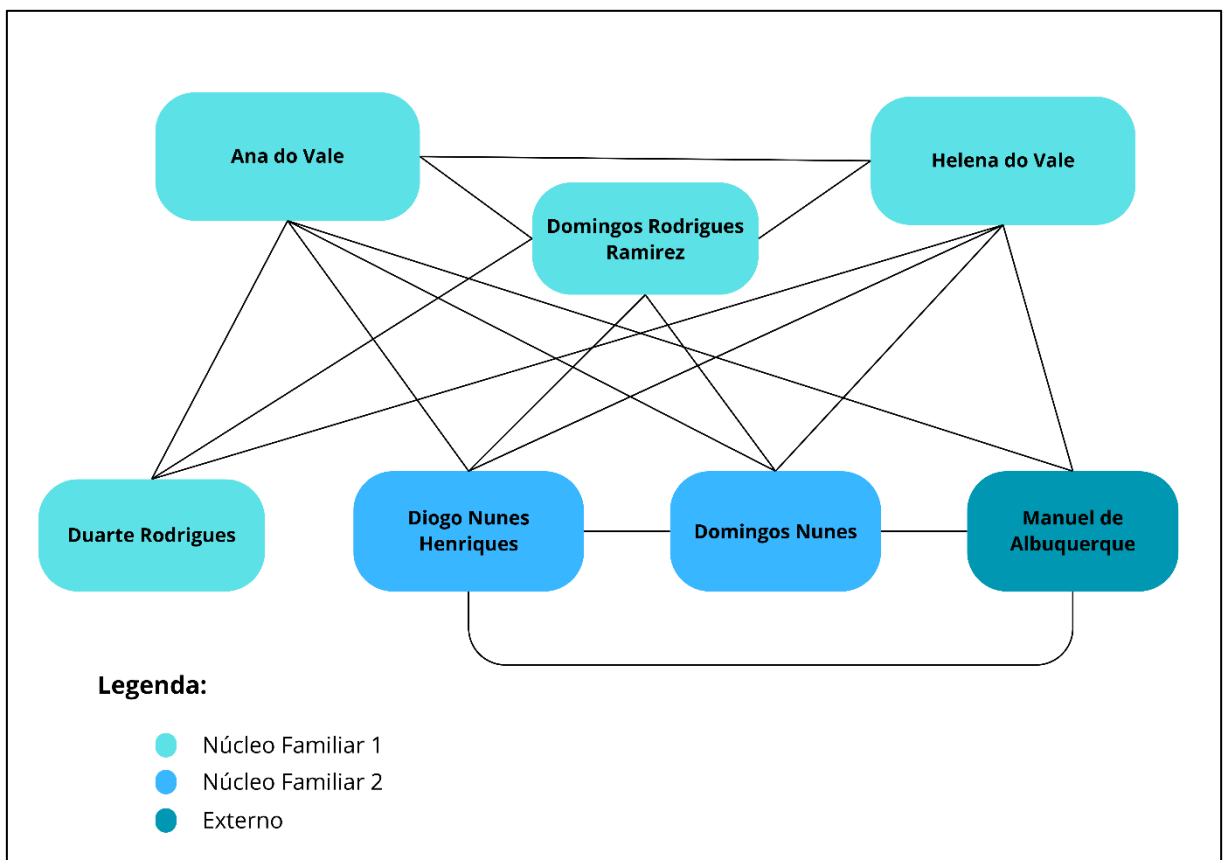 Ana do Vale
Helena do Vale
Domingos Rodrigues
Ramirez
Duarte Rodrigues
Diogo Nunes
Henriques
Domingos Nunes
Manuel de
Albuquerque
Legenda:
Núcleo Familiar 1
Núcleo Familiar 2
Externo